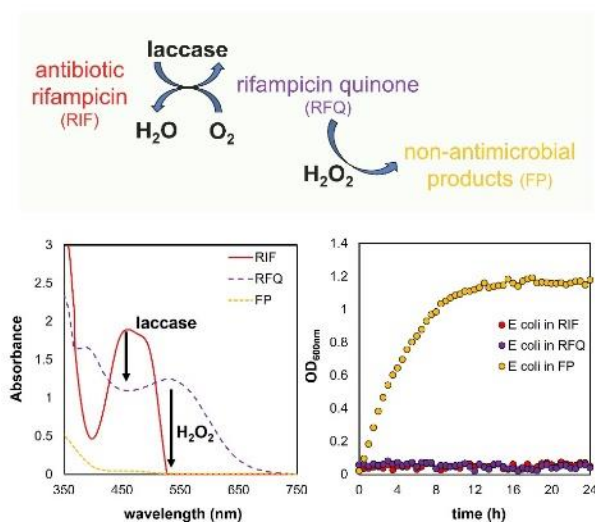 laccase
antibiotic
rifampicin
(RIF)
H₂O O₂
rifampicin quinone
(RFQ)
H₂O₂
non-antimicrobial
products (FP)
3
2.5
2
1.5
1
0.5
0
Absorbance
RIF
RFQ
FP
laccase
H₂O₂
350 450 550 650 750
wavelength (nm)
1.4
1.2
1
0.8
0.6
0.4
0.2
0
OD600nm
E coli in RIF
E coli in RFQ
E coli in FP
0 4 8 12 16 20 24
time (h)